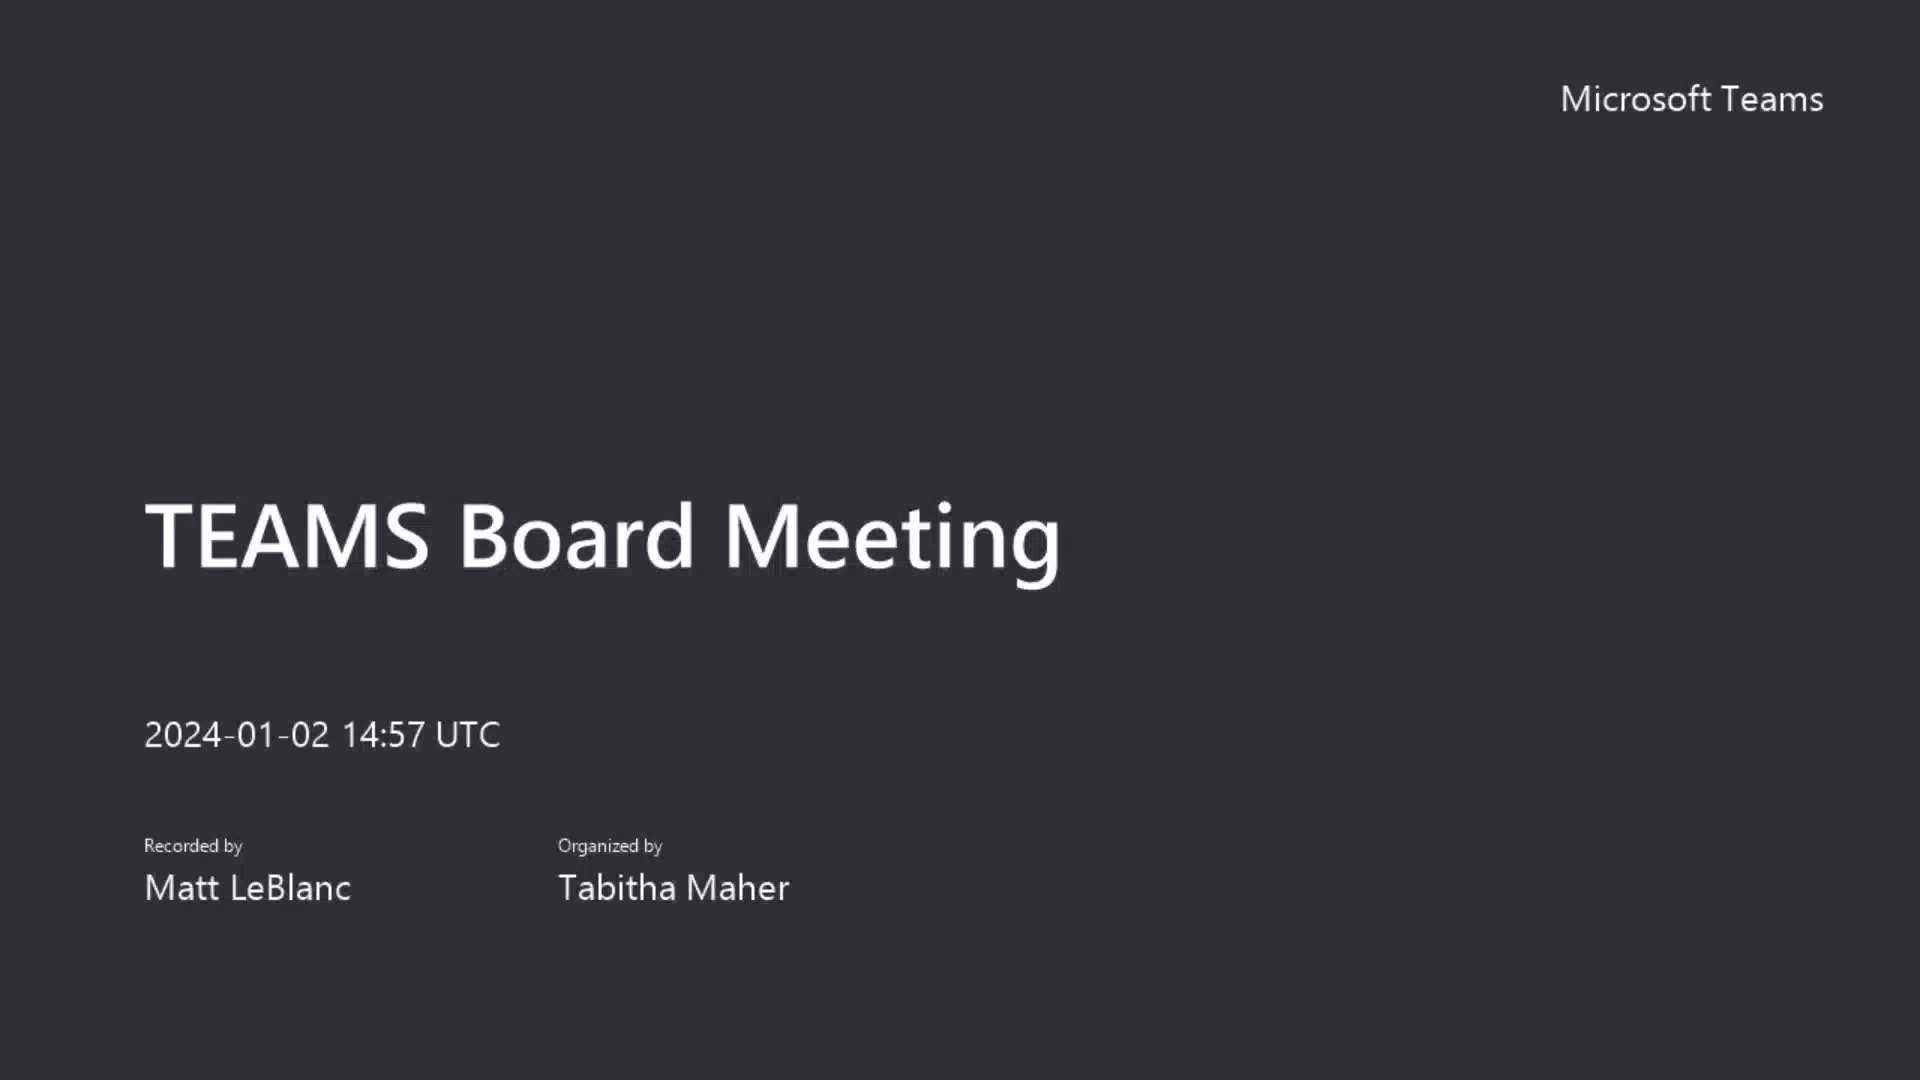 Microsoft Teams
TEAMS Board Meeting
2024-01-02 14:57 UTC
Recorded by
Matt LeBlanc
Organized by
Tabitha Maher